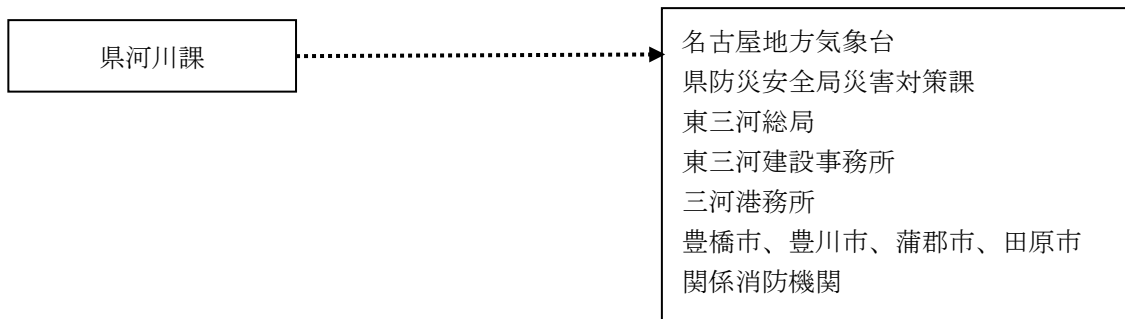 県河川課
名古屋地方気象台
県防災安全局災害対策課
東三河総局
東三河建設事務所
三河港務所
豊橋市、豊川市、蒲郡市、田原市
関係消防機関